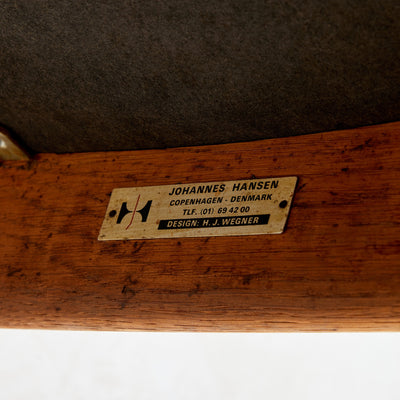 JOHANNES HANSEN
COPENHAGEN - DENMARK
TLF. (01) 69 42 00
DESIGN: H. J. WEGNER